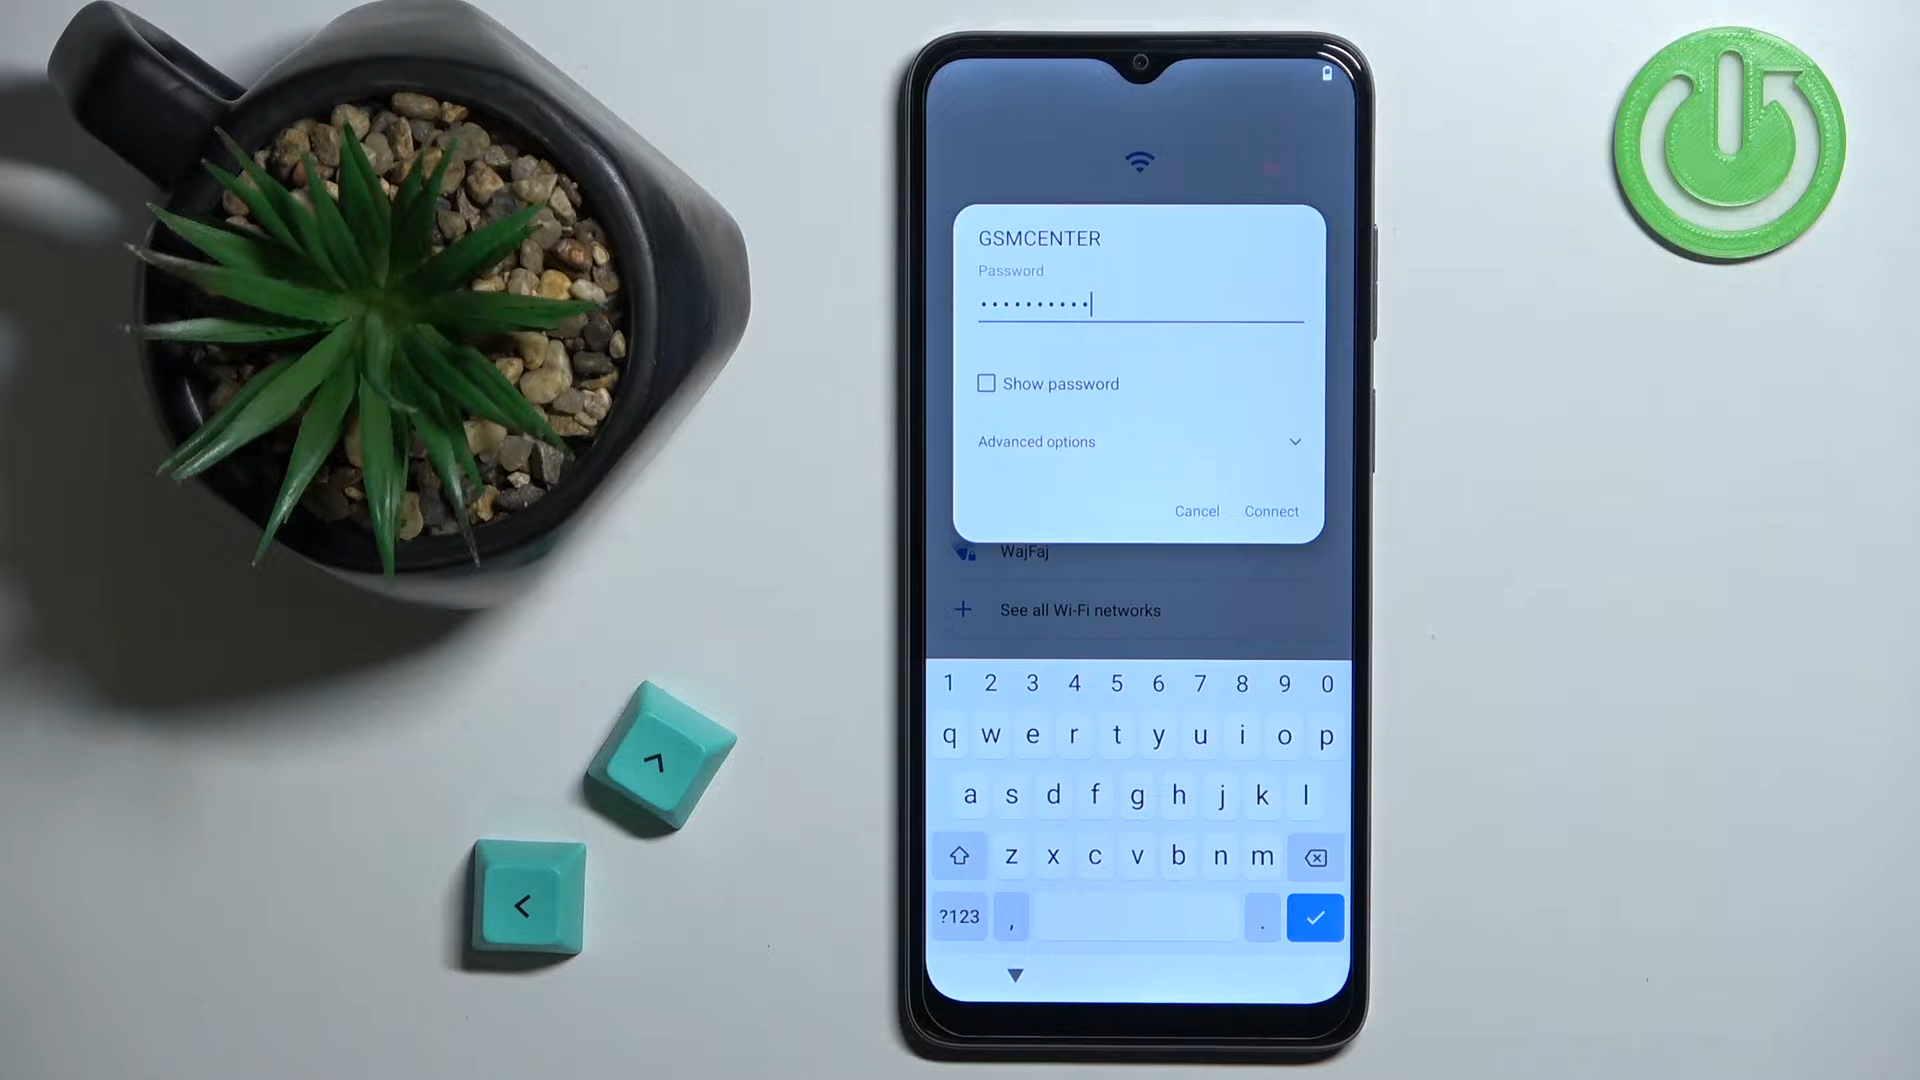 GSMCENTER
Password
••••••••••
Show password
Advanced options
Cancel Connect
WajFaj
See all Wi-Fi networks
1 2 3 4 5 6 7 8 9 0
q w e r t y u i o p
a s d f g h j k l
z x c v b n m
?123 , .
^
<